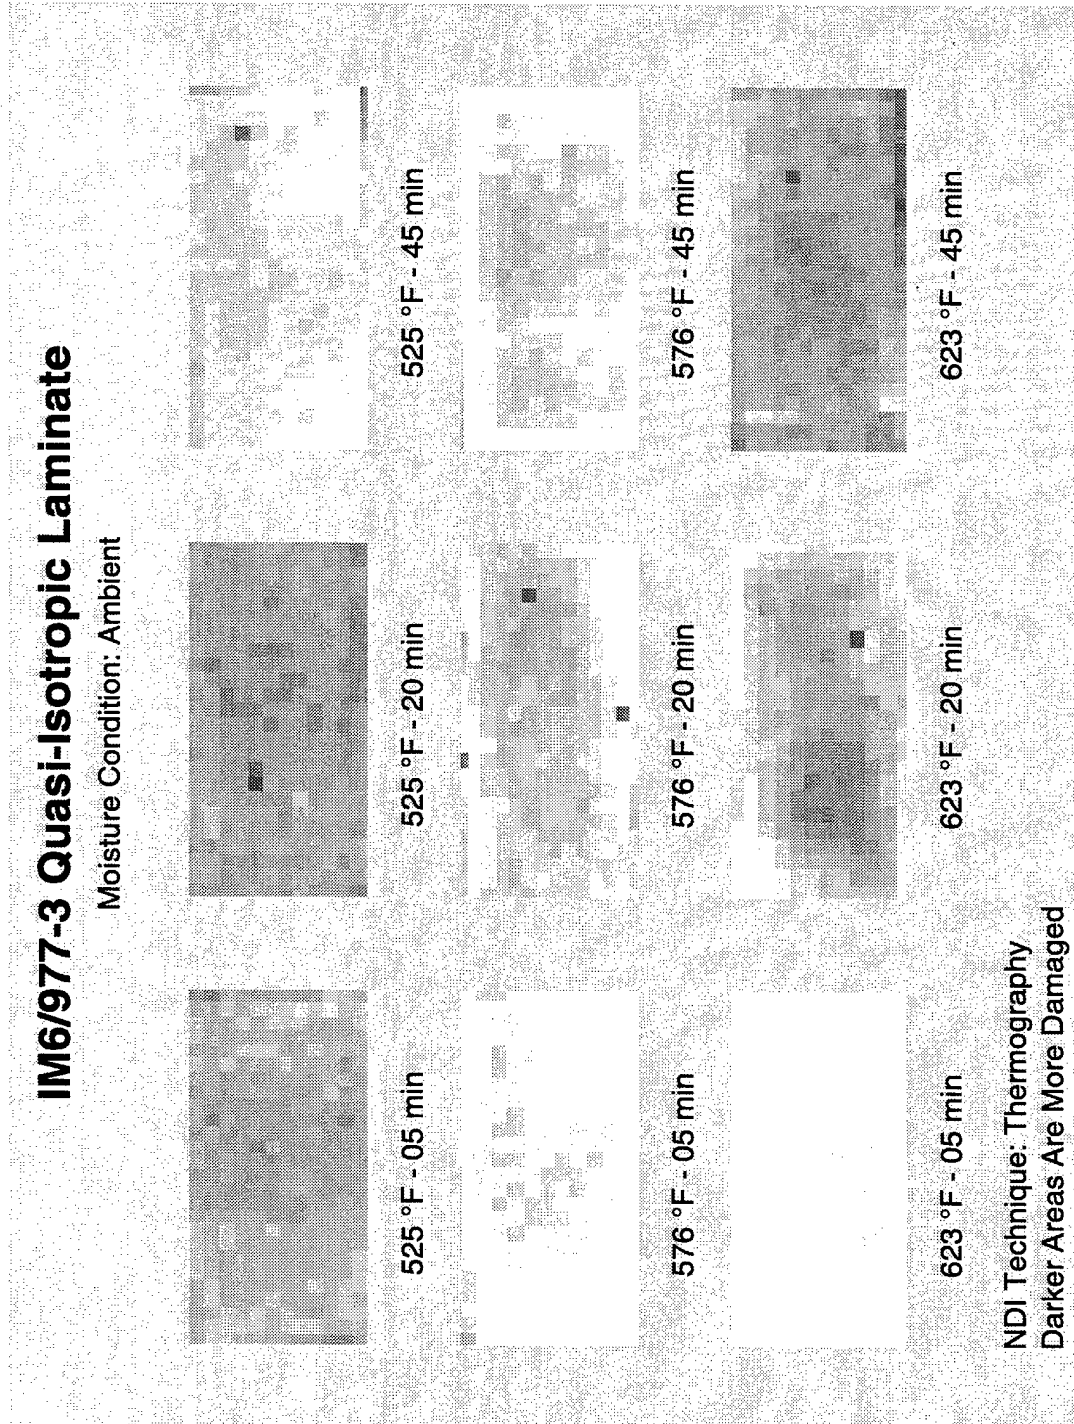 IM6/977-3 Quasi-Isotropic Laminate
Moisture Condition: Ambient
525 °F - 05 min
525 °F - 20 min
525 °F - 45 min
576 °F - 05 min
576 °F - 20 min
576 °F - 45 min
623 °F - 05 min
623 °F - 20 min
623 °F - 45 min
NDI Technique: Thermography
Darker Areas Are More Damaged